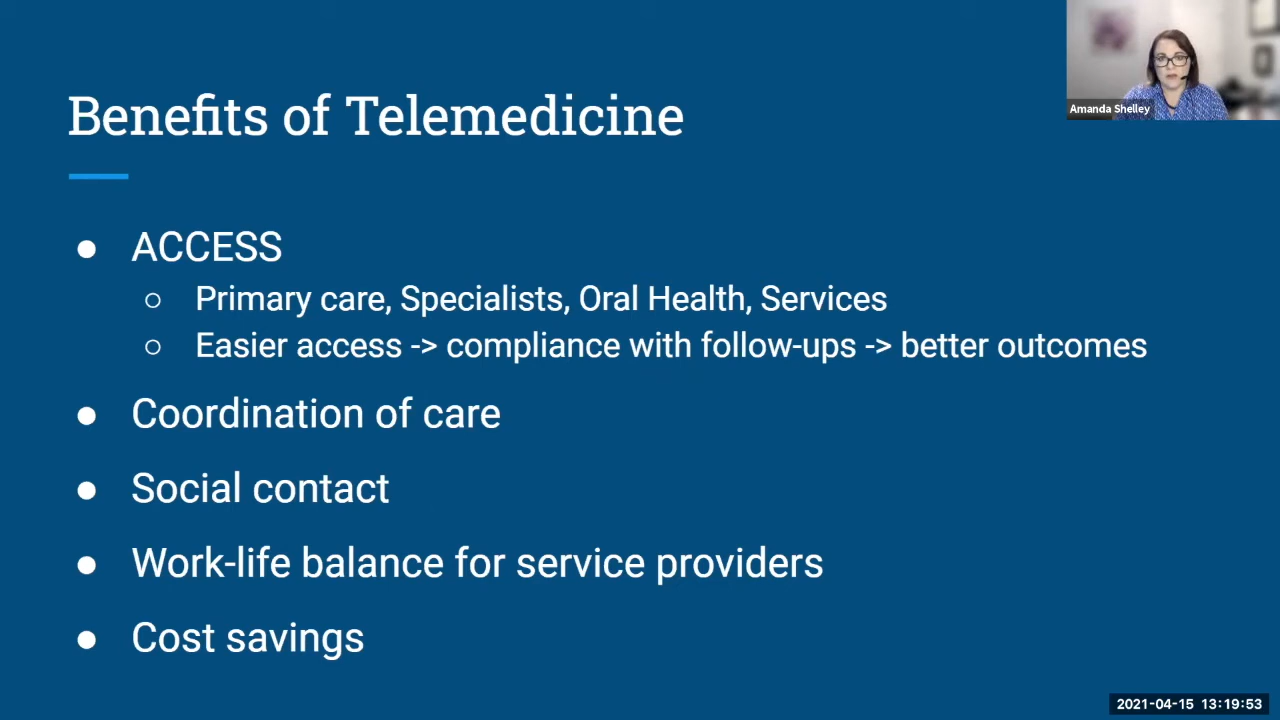 Benefits of Telemedicine
Amanda Shelley
● ACCESS
○ Primary care, Specialists, Oral Health, Services
○ Easier access -> compliance with follow-ups -> better outcomes
● Coordination of care
● Social contact
● Work-life balance for service providers
● Cost savings
2021-04-15 13:19:53